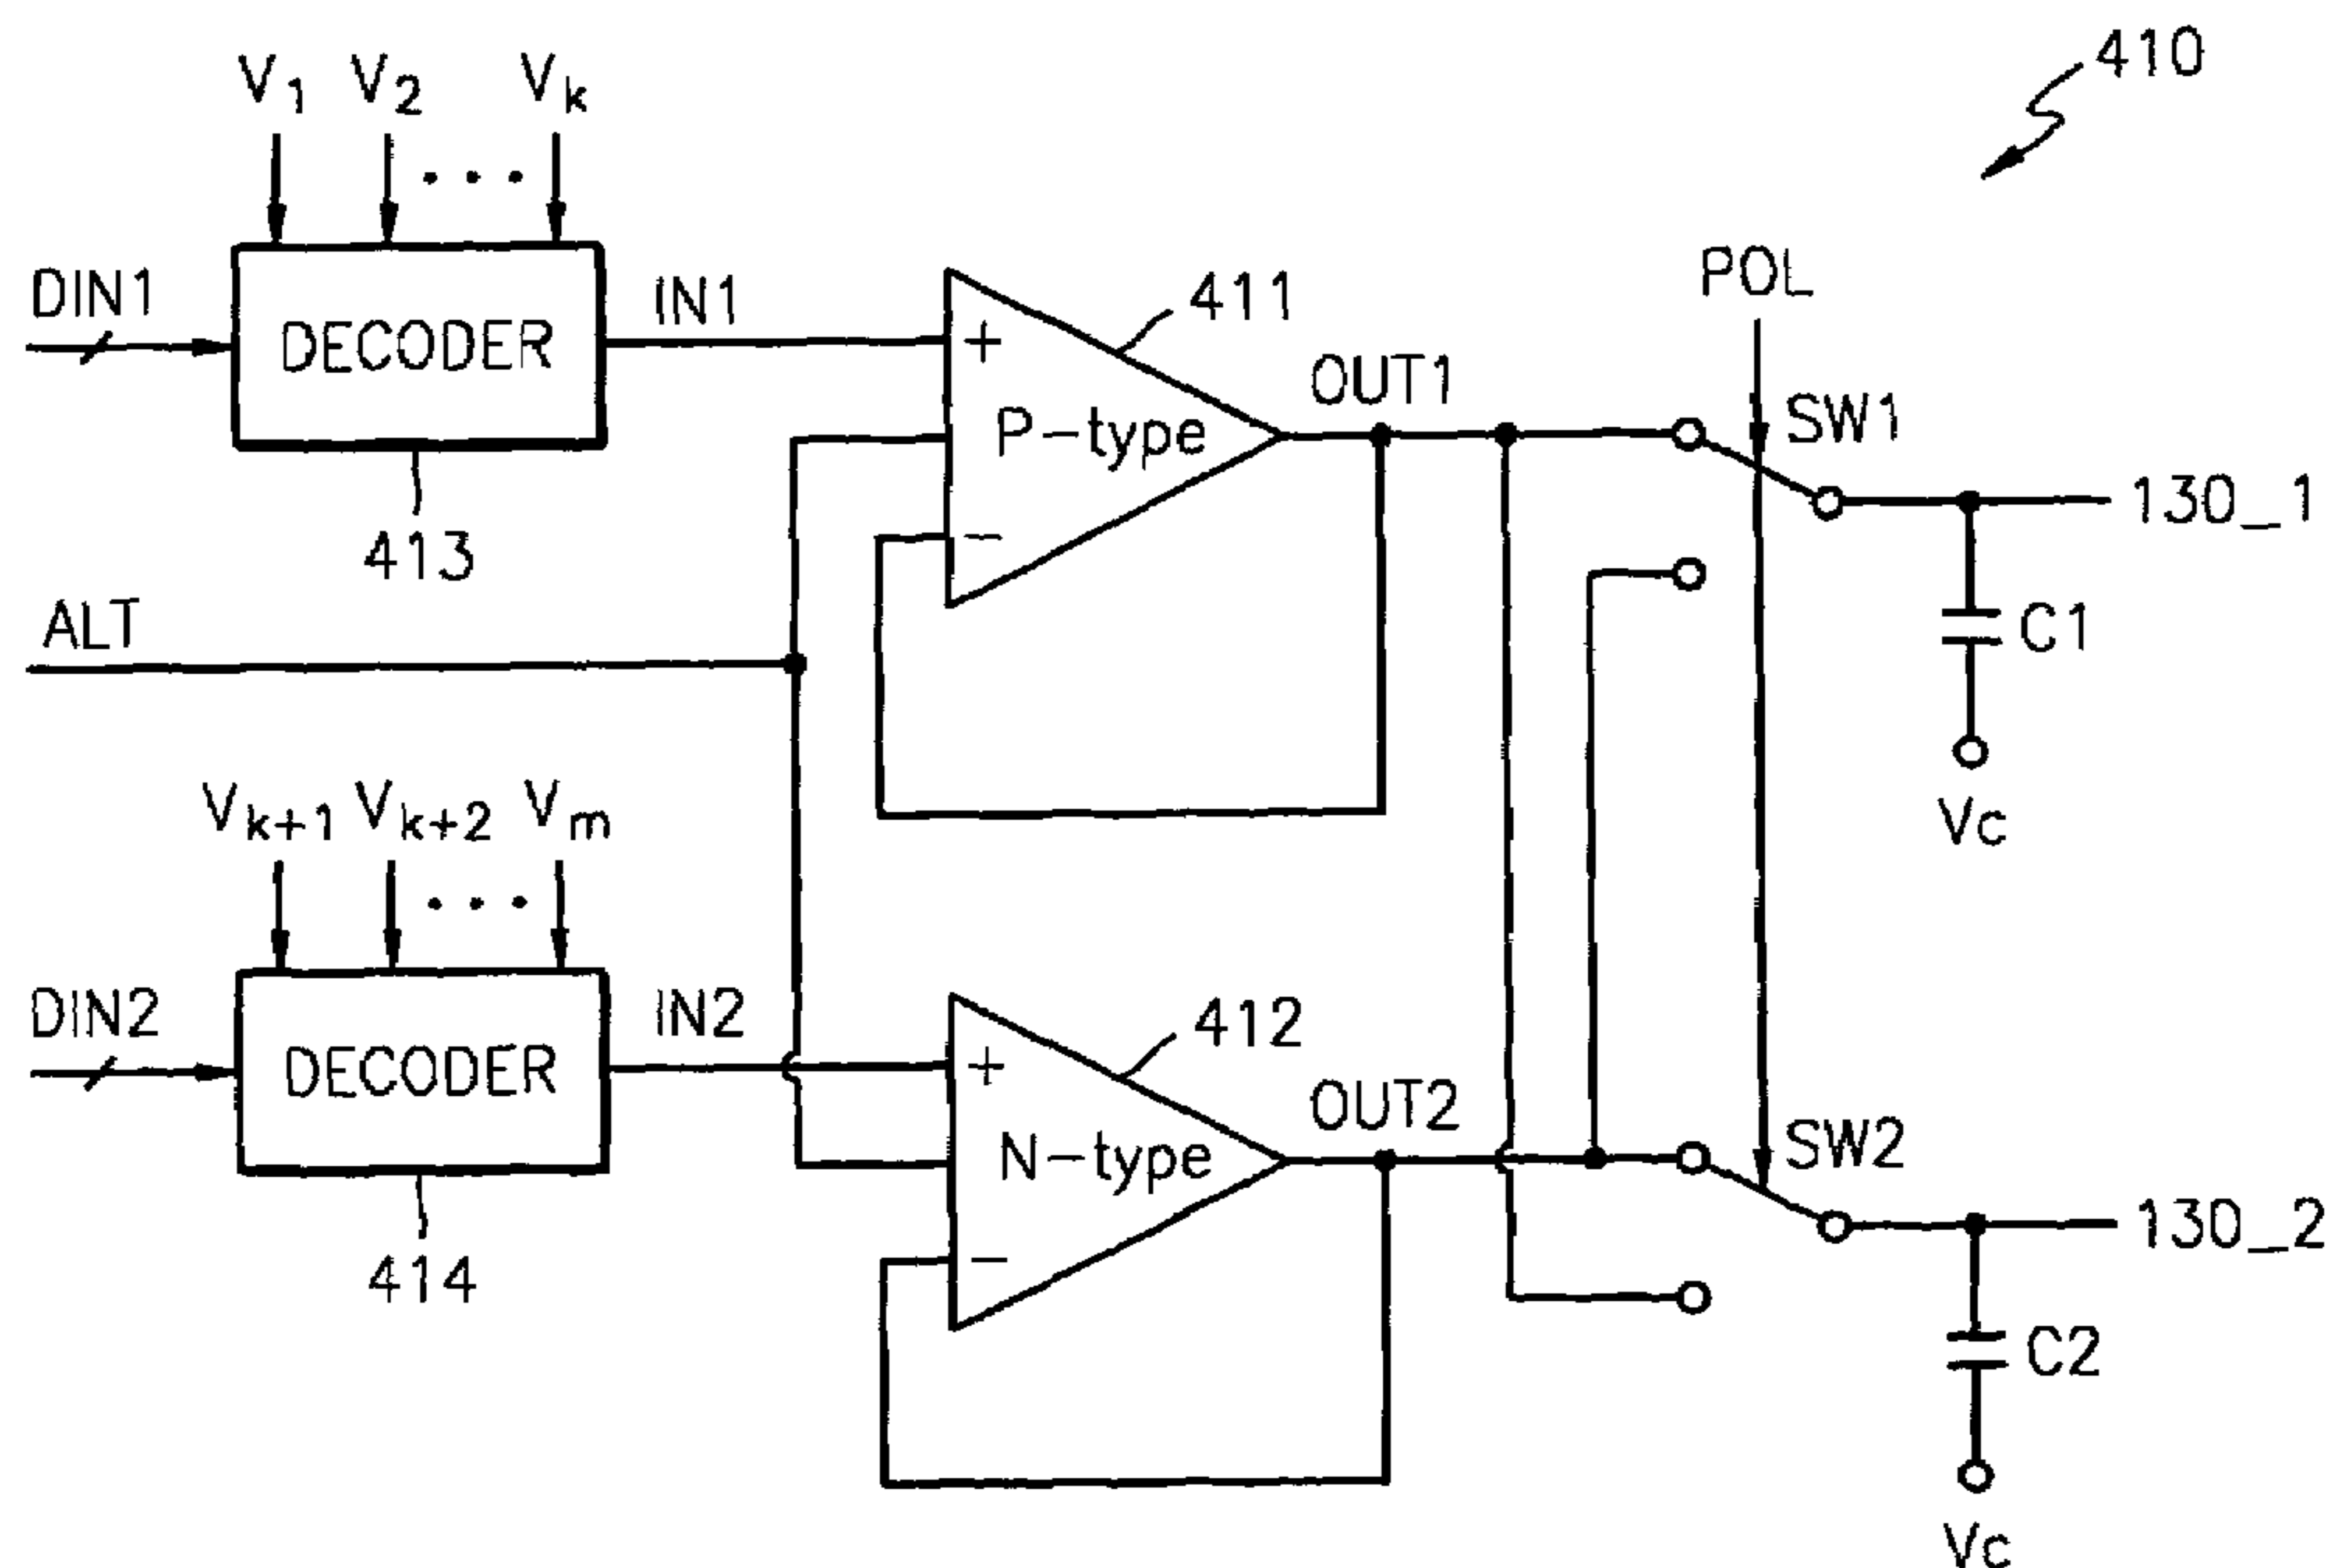 410
V1 V2 ... Vk
DIN1
DECODER
IN1
413
+
P-type
-
411
OUT1
POL
SW1
130_1
C1
Vc
ALT
Vk+1 Vk+2 ... Vm
DIN2
DECODER
IN2
414
+
N-type
-
412
OUT2
SW2
130_2
C2
Vc